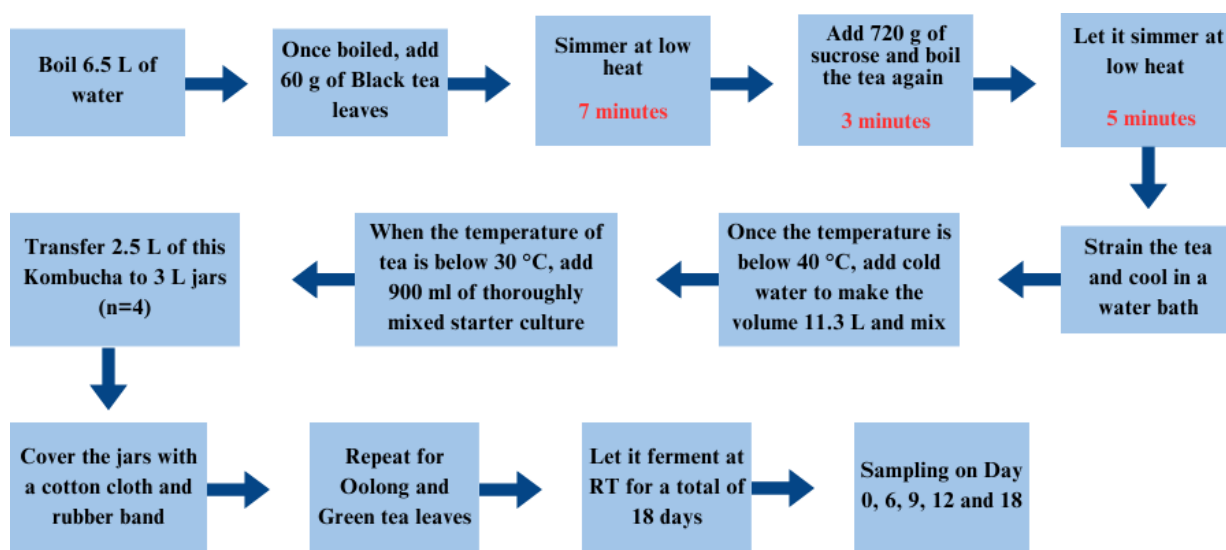 Boil 6.5 L of
water
Once boiled, add
60 g of Black tea
leaves
Simmer at low
heat
7 minutes
Add 720 g of
sucrose and boil
the tea again
3 minutes
Let it simmer at
low heat
5 minutes
Strain the tea
and cool in a
water bath
Once the temperature is
below 40 °C, add cold
water to make the
volume 11.3 L and mix
When the temperature of
tea is below 30 °C, add
900 ml of thoroughly
mixed starter culture
Transfer 2.5 L of this
Kombucha to 3 L jars
(n=4)
Cover the jars with
a cotton cloth and
rubber band
Repeat for
Oolong and
Green tea leaves
Let it ferment at
RT for a total of
18 days
Sampling on Day
0, 6, 9, 12 and 18